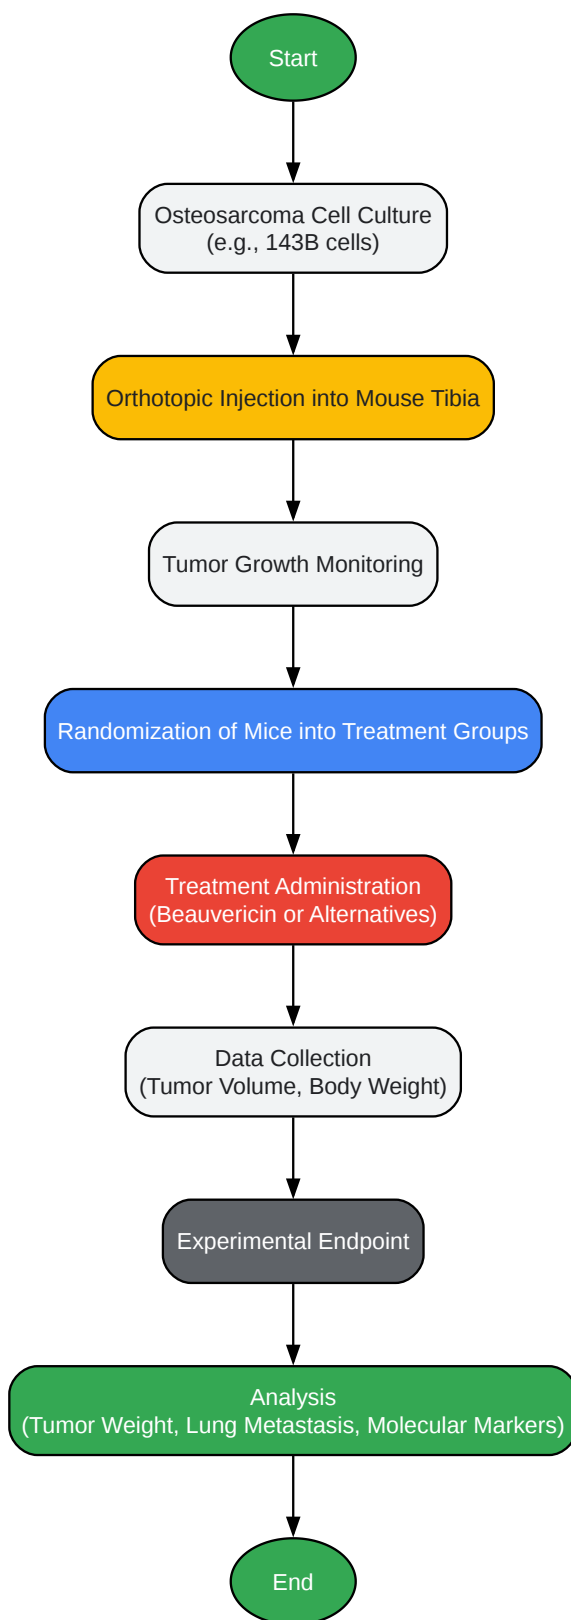 Start
Osteosarcoma Cell Culture
(e.g., 143B cells)
Orthotopic Injection into Mouse Tibia
Tumor Growth Monitoring
Randomization of Mice into Treatment Groups
Treatment Administration
(Beauvericin or Alternatives)
Data Collection
(Tumor Volume, Body Weight)
Experimental Endpoint
Analysis
(Tumor Weight, Lung Metastasis, Molecular Markers)
End